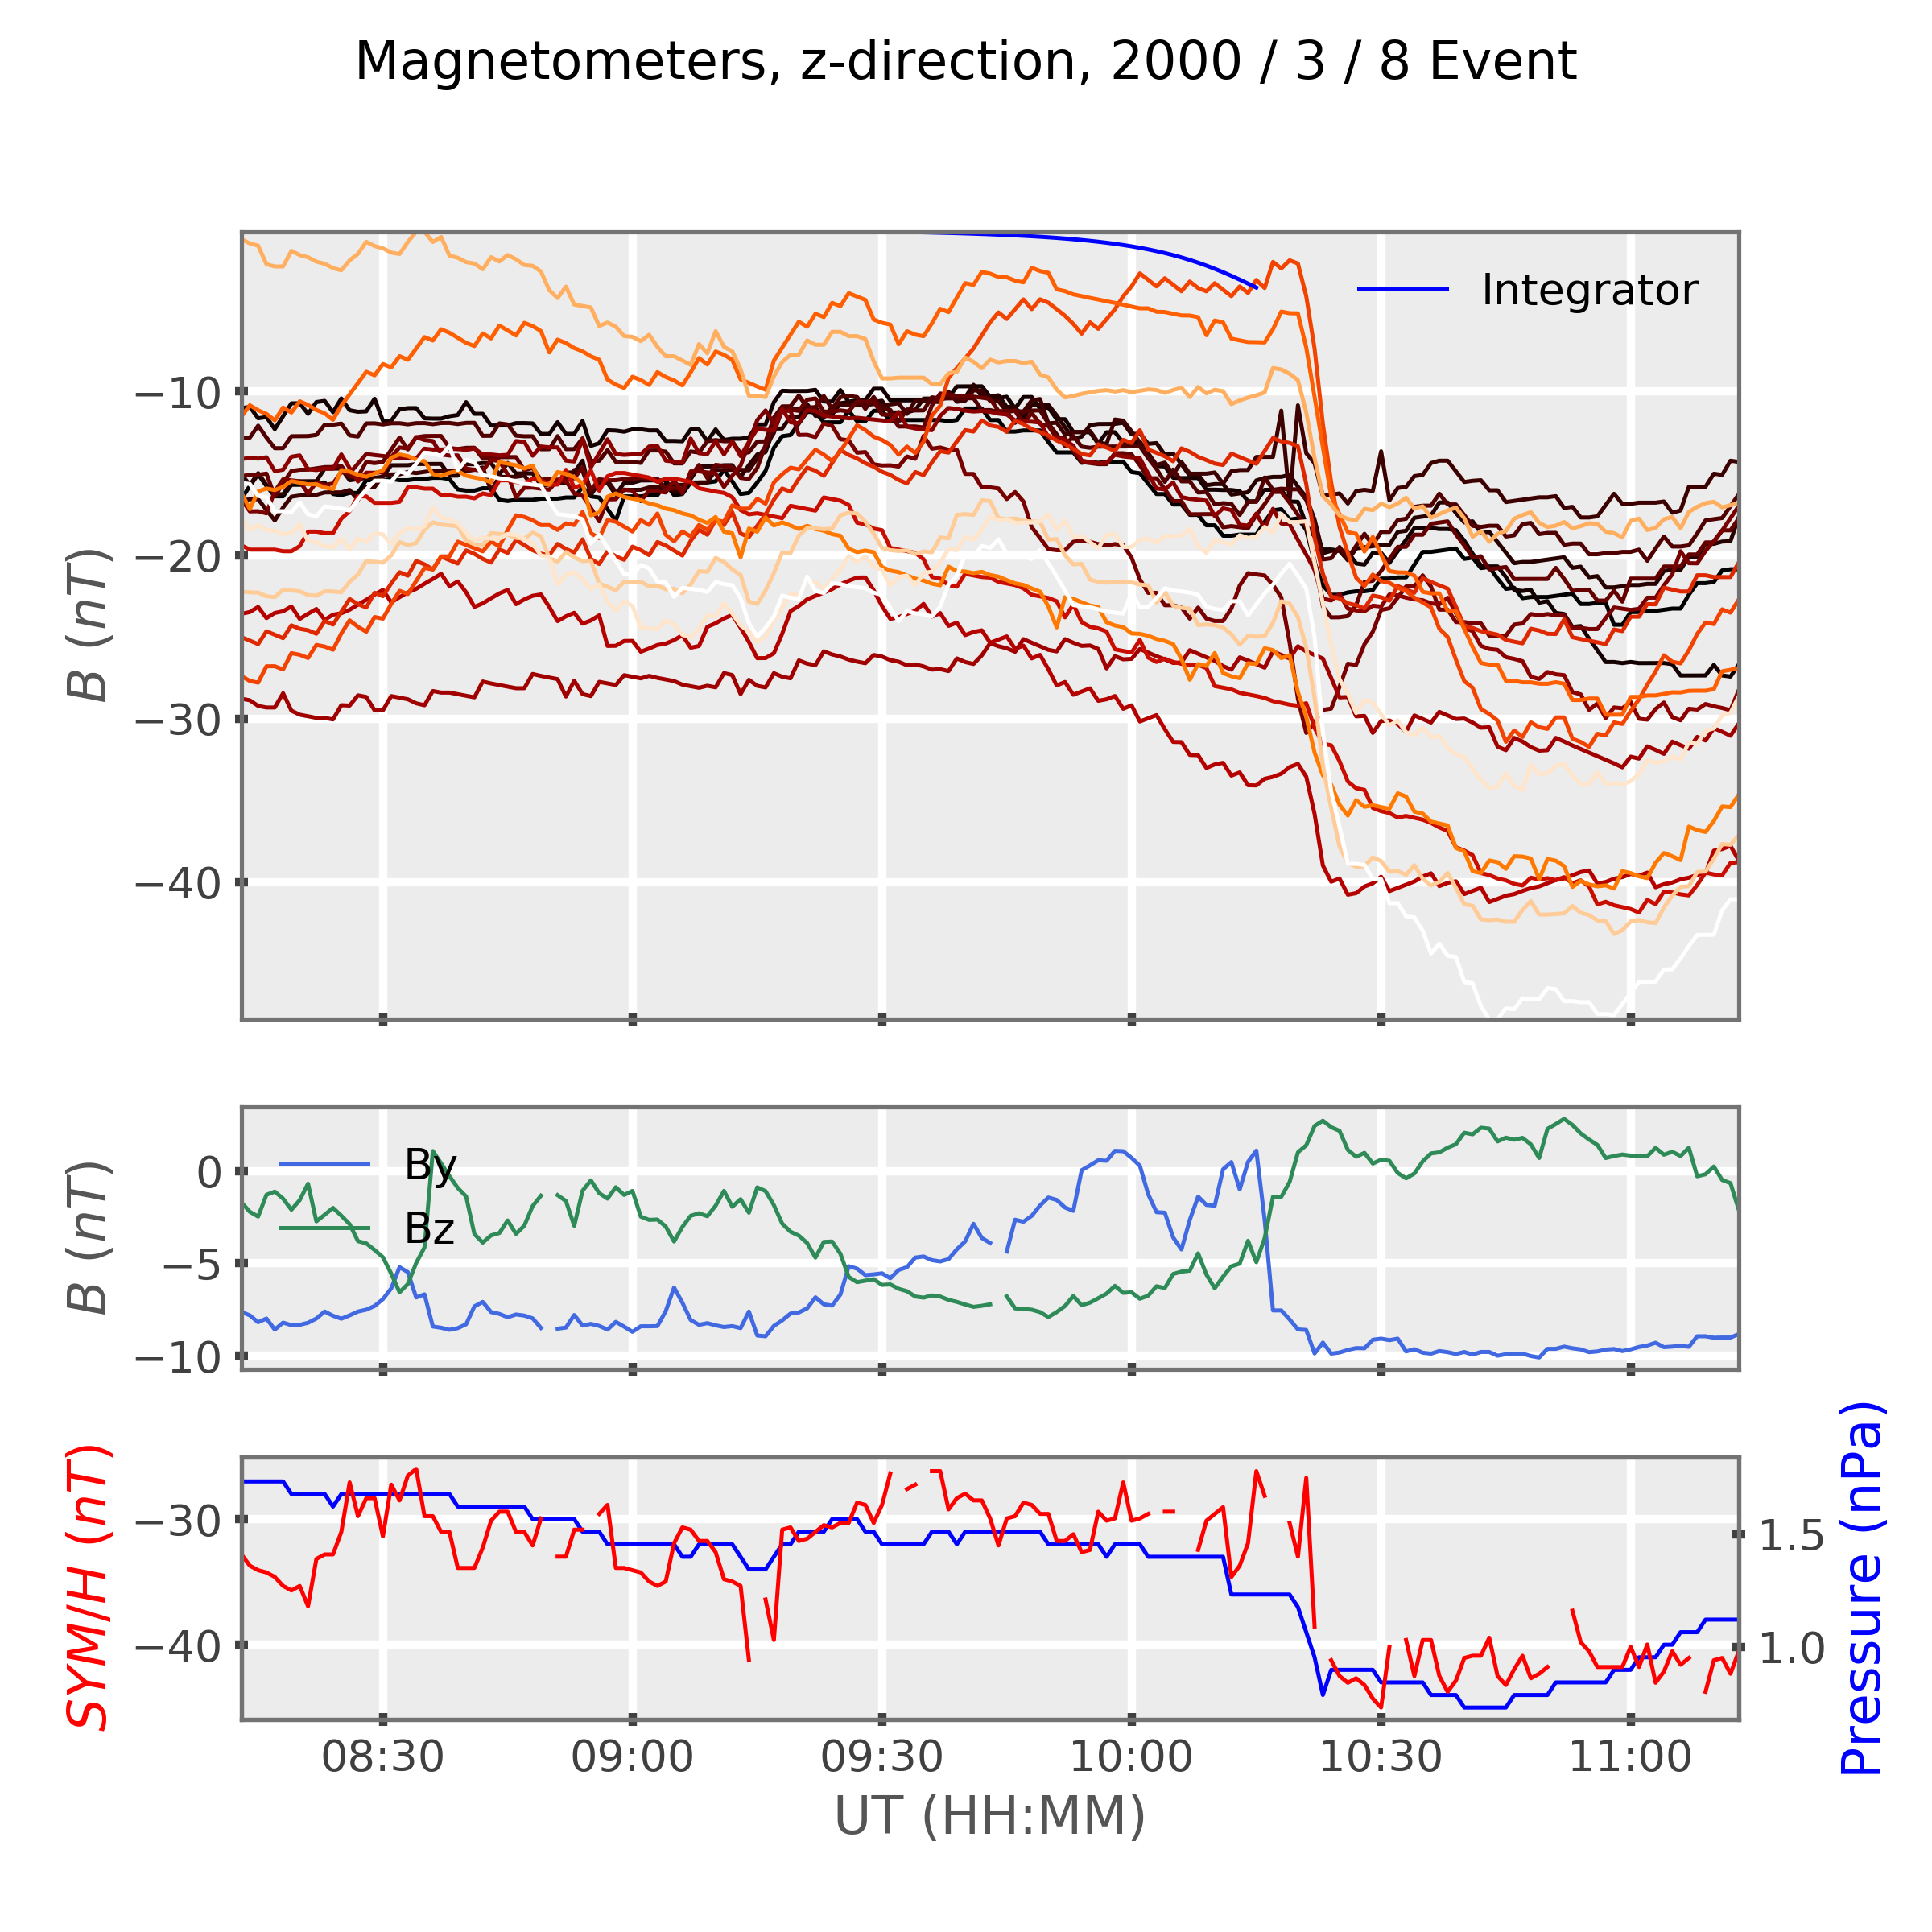 Magnetometers, z-direction, 2000 / 3 / 8 Event
B (nT)
−10
−20
−30
−40
Integrator
B (nT)
0
−5
−10
By
Bz
SYM/H (nT)
−30
−40
1.5
1.0
Pressure (nPa)
08:30 09:00 09:30 10:00 10:30 11:00
UT (HH:MM)